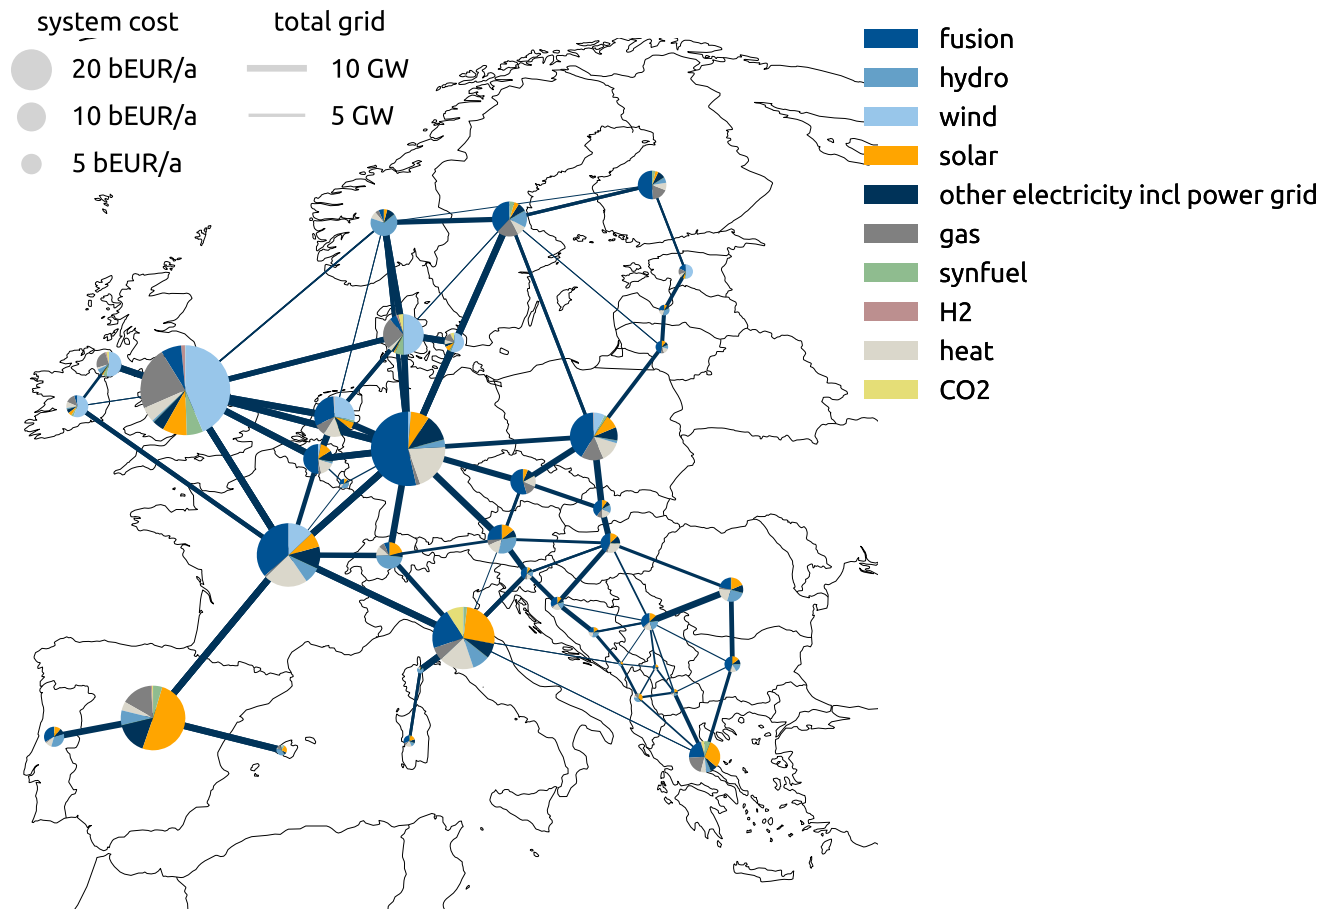 system cost
20 bEUR/a
10 bEUR/a
5 bEUR/a
total grid
10 GW
5 GW
fusion
hydro
wind
solar
other electricity incl power grid
gas
synfuel
H2
heat
CO2